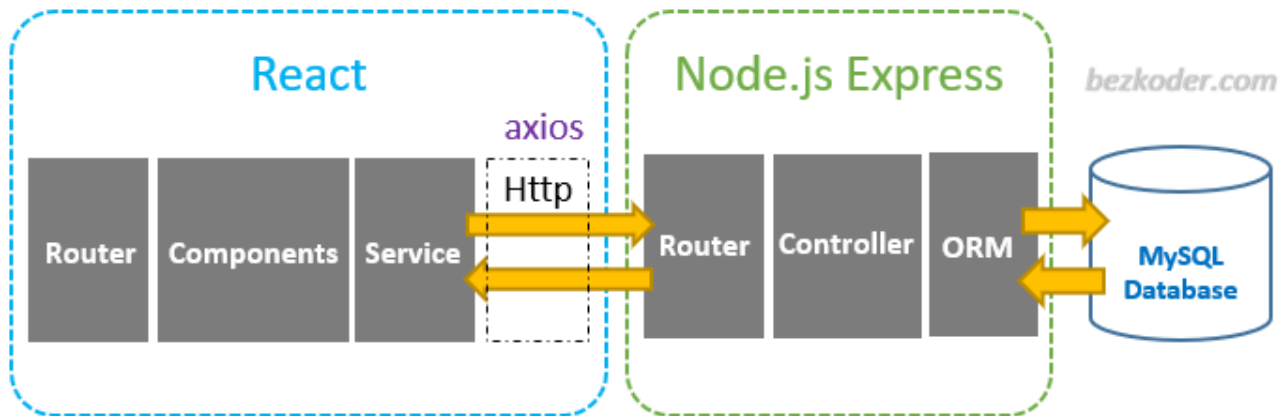 React
Node.js Express
bezkoder.com
axios
Http
Router
Components
Service
Router
Controller
ORM
MySQL
Database